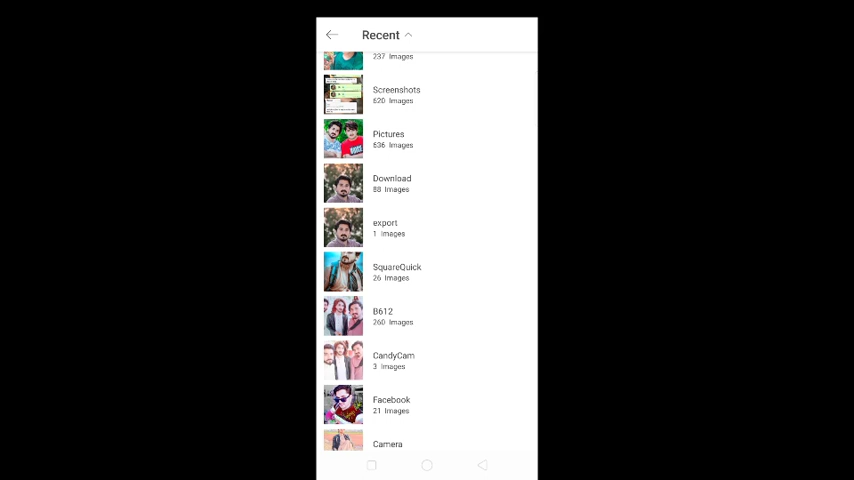 Recent
237 Images
Screenshots
620 Images
Pictures
636 Images
Download
88 Images
export
1 Images
SquareQuick
26 Images
B612
260 Images
CandyCam
3 Images
Facebook
21 Images
Camera